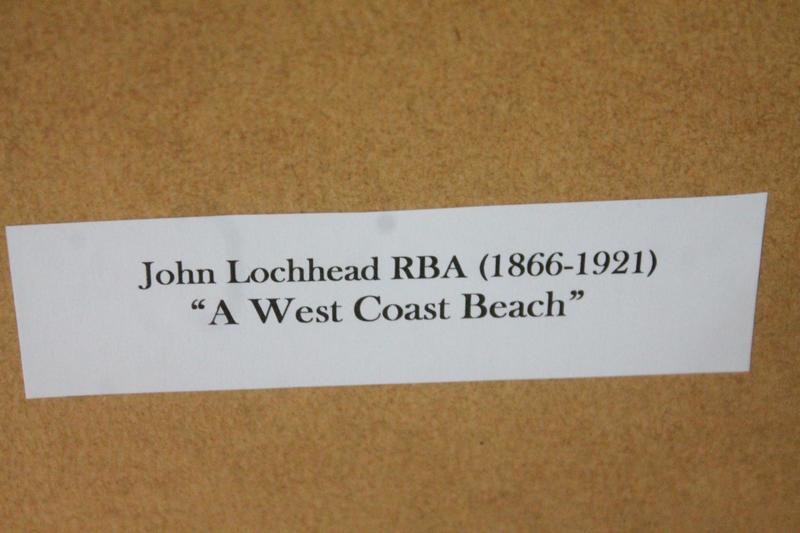 John Lochhead RBA (1866-1921)
“A West Coast Beach”